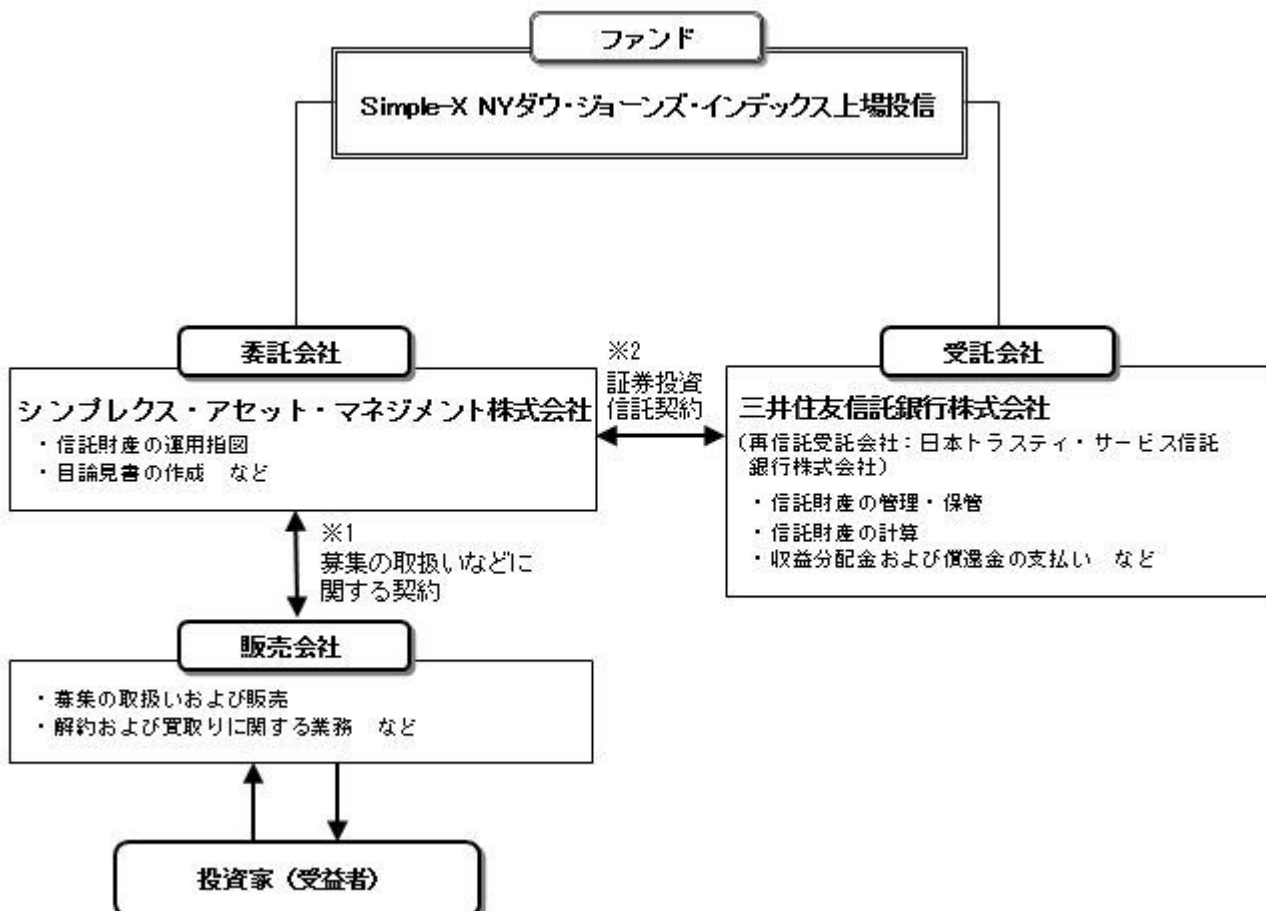 ファンド
Simple-X NYダウ・ジョーンズ・インデックス上場投信
委託会社
シンプレクス・アセット・マネジメント株式会社
・信託財産の運用指図
・目論見書の作成　など
※2
証券投資
信託契約
受託会社
三井住友信託銀行株式会社
(再信託受託会社：日本トラスティ・サービス信託
銀行株式会社)
・信託財産の管理・保管
・信託財産の計算
・収益分配金および償還金の支払い　など
※1
募集の取扱いなどに
関する契約
販売会社
・募集の取扱いおよび販売
・解約および買取りに関する業務　など
投資家（受益者）